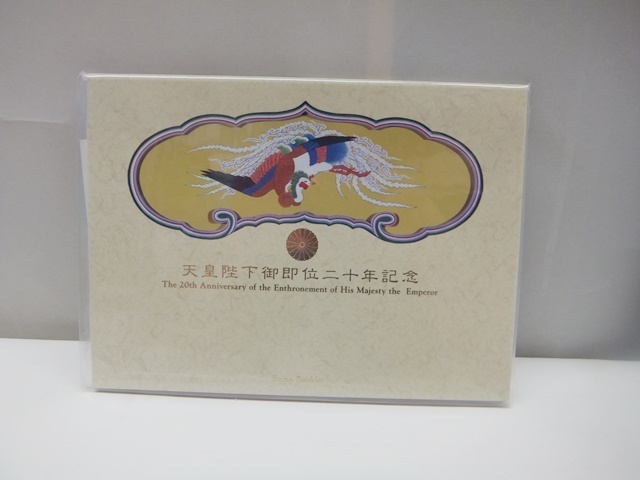 天皇陛下御即位二十年記念
The 20th Anniversary of the Enthronement of His Majesty the Emperor